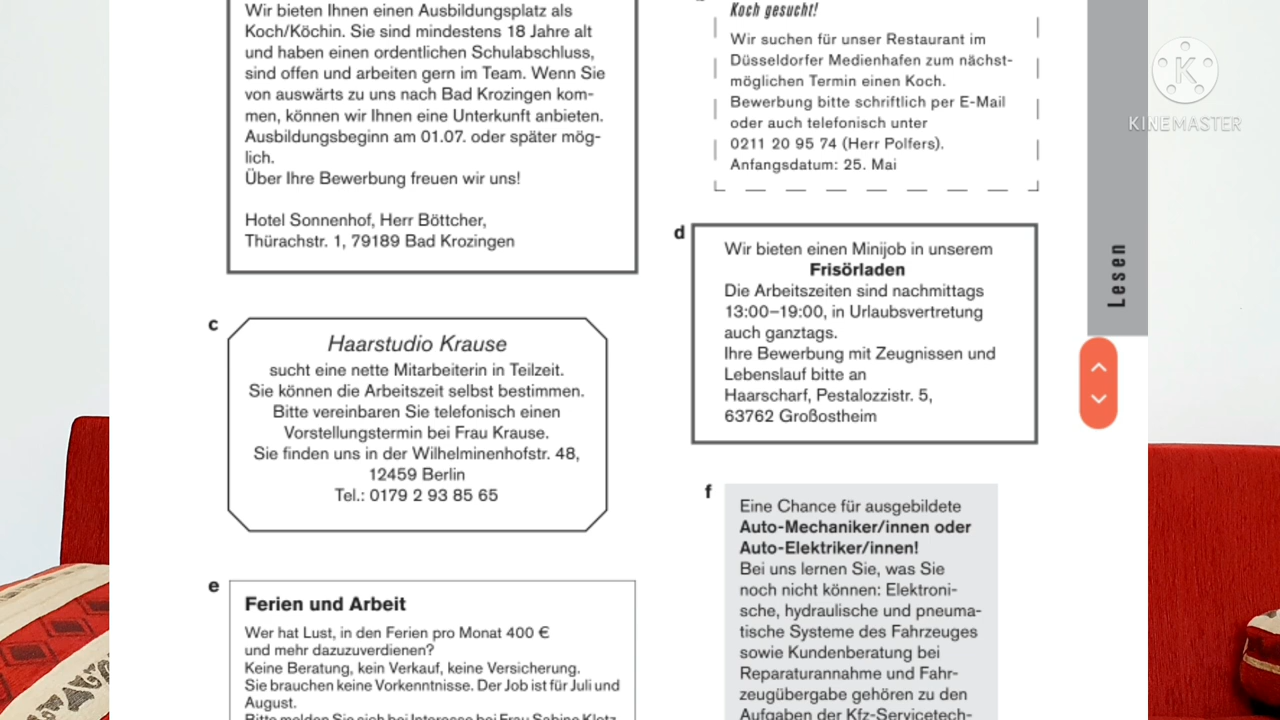 Wir bieten Ihnen einen Ausbildungsplatz als
Koch/Köchin. Sie sind mindestens 18 Jahre alt
und haben einen ordentlichen Schulabschluss,
sind offen und arbeiten gern im Team. Wenn Sie
von auswärts zu uns nach Bad Krozingen kom-
men, können wir Ihnen eine Unterkunft anbieten.
Ausbildungsbeginn am 01.07. oder später mög-
lich.
Über Ihre Bewerbung freuen wir uns!
Hotel Sonnenhof, Herr Böttcher,
Thürachstr. 1, 79189 Bad Krozingen
Koch gesucht!
Wir suchen für unser Restaurant im
Düsseldorfer Medienhafen zum nächst-
möglichen Termin einen Koch.
Bewerbung bitte schriftlich per E-Mail
oder auch telefonisch unter
0211 20 95 74 (Herr Polfers).
Anfangsdatum: 25. Mai
c
Haarstudio Krause
sucht eine nette Mitarbeiterin in Teilzeit.
Sie können die Arbeitszeit selbst bestimmen.
Bitte vereinbaren Sie telefonisch einen
Vorstellungstermin bei Frau Krause.
Sie finden uns in der Wilhelminenhofstr. 48,
12459 Berlin
Tel.: 0179 2 93 85 65
d
Wir bieten einen Minijob in unserem
Frisörladen
Die Arbeitszeiten sind nachmittags
13:00–19:00, in Urlaubsvertretung
auch ganztags.
Ihre Bewerbung mit Zeugnissen und
Lebenslauf bitte an
Haarscharf, Pestalozzistr. 5,
63762 Großostheim
e
Ferien und Arbeit
Wer hat Lust, in den Ferien pro Monat 400 €
und mehr dazuzuverdienen?
Keine Beratung, kein Verkauf, keine Versicherung.
Sie brauchen keine Vorkenntnisse. Der Job ist für Juli und
August.
Bitte melden Sie sich bei Interesse bei Frau Sabine Klotz
f
Eine Chance für ausgebildete
Auto-Mechaniker/innen oder
Auto-Elektriker/innen!
Bei uns lernen Sie, was Sie
noch nicht können: Elektroni-
sche, hydraulische und pneuma-
tische Systeme des Fahrzeuges
sowie Kundenberatung bei
Reparaturannahme und Fahr-
zeugübergabe gehören zu den
Aufgaben der Kfz-Servicetech-
Lesen
K
KINEMASTER